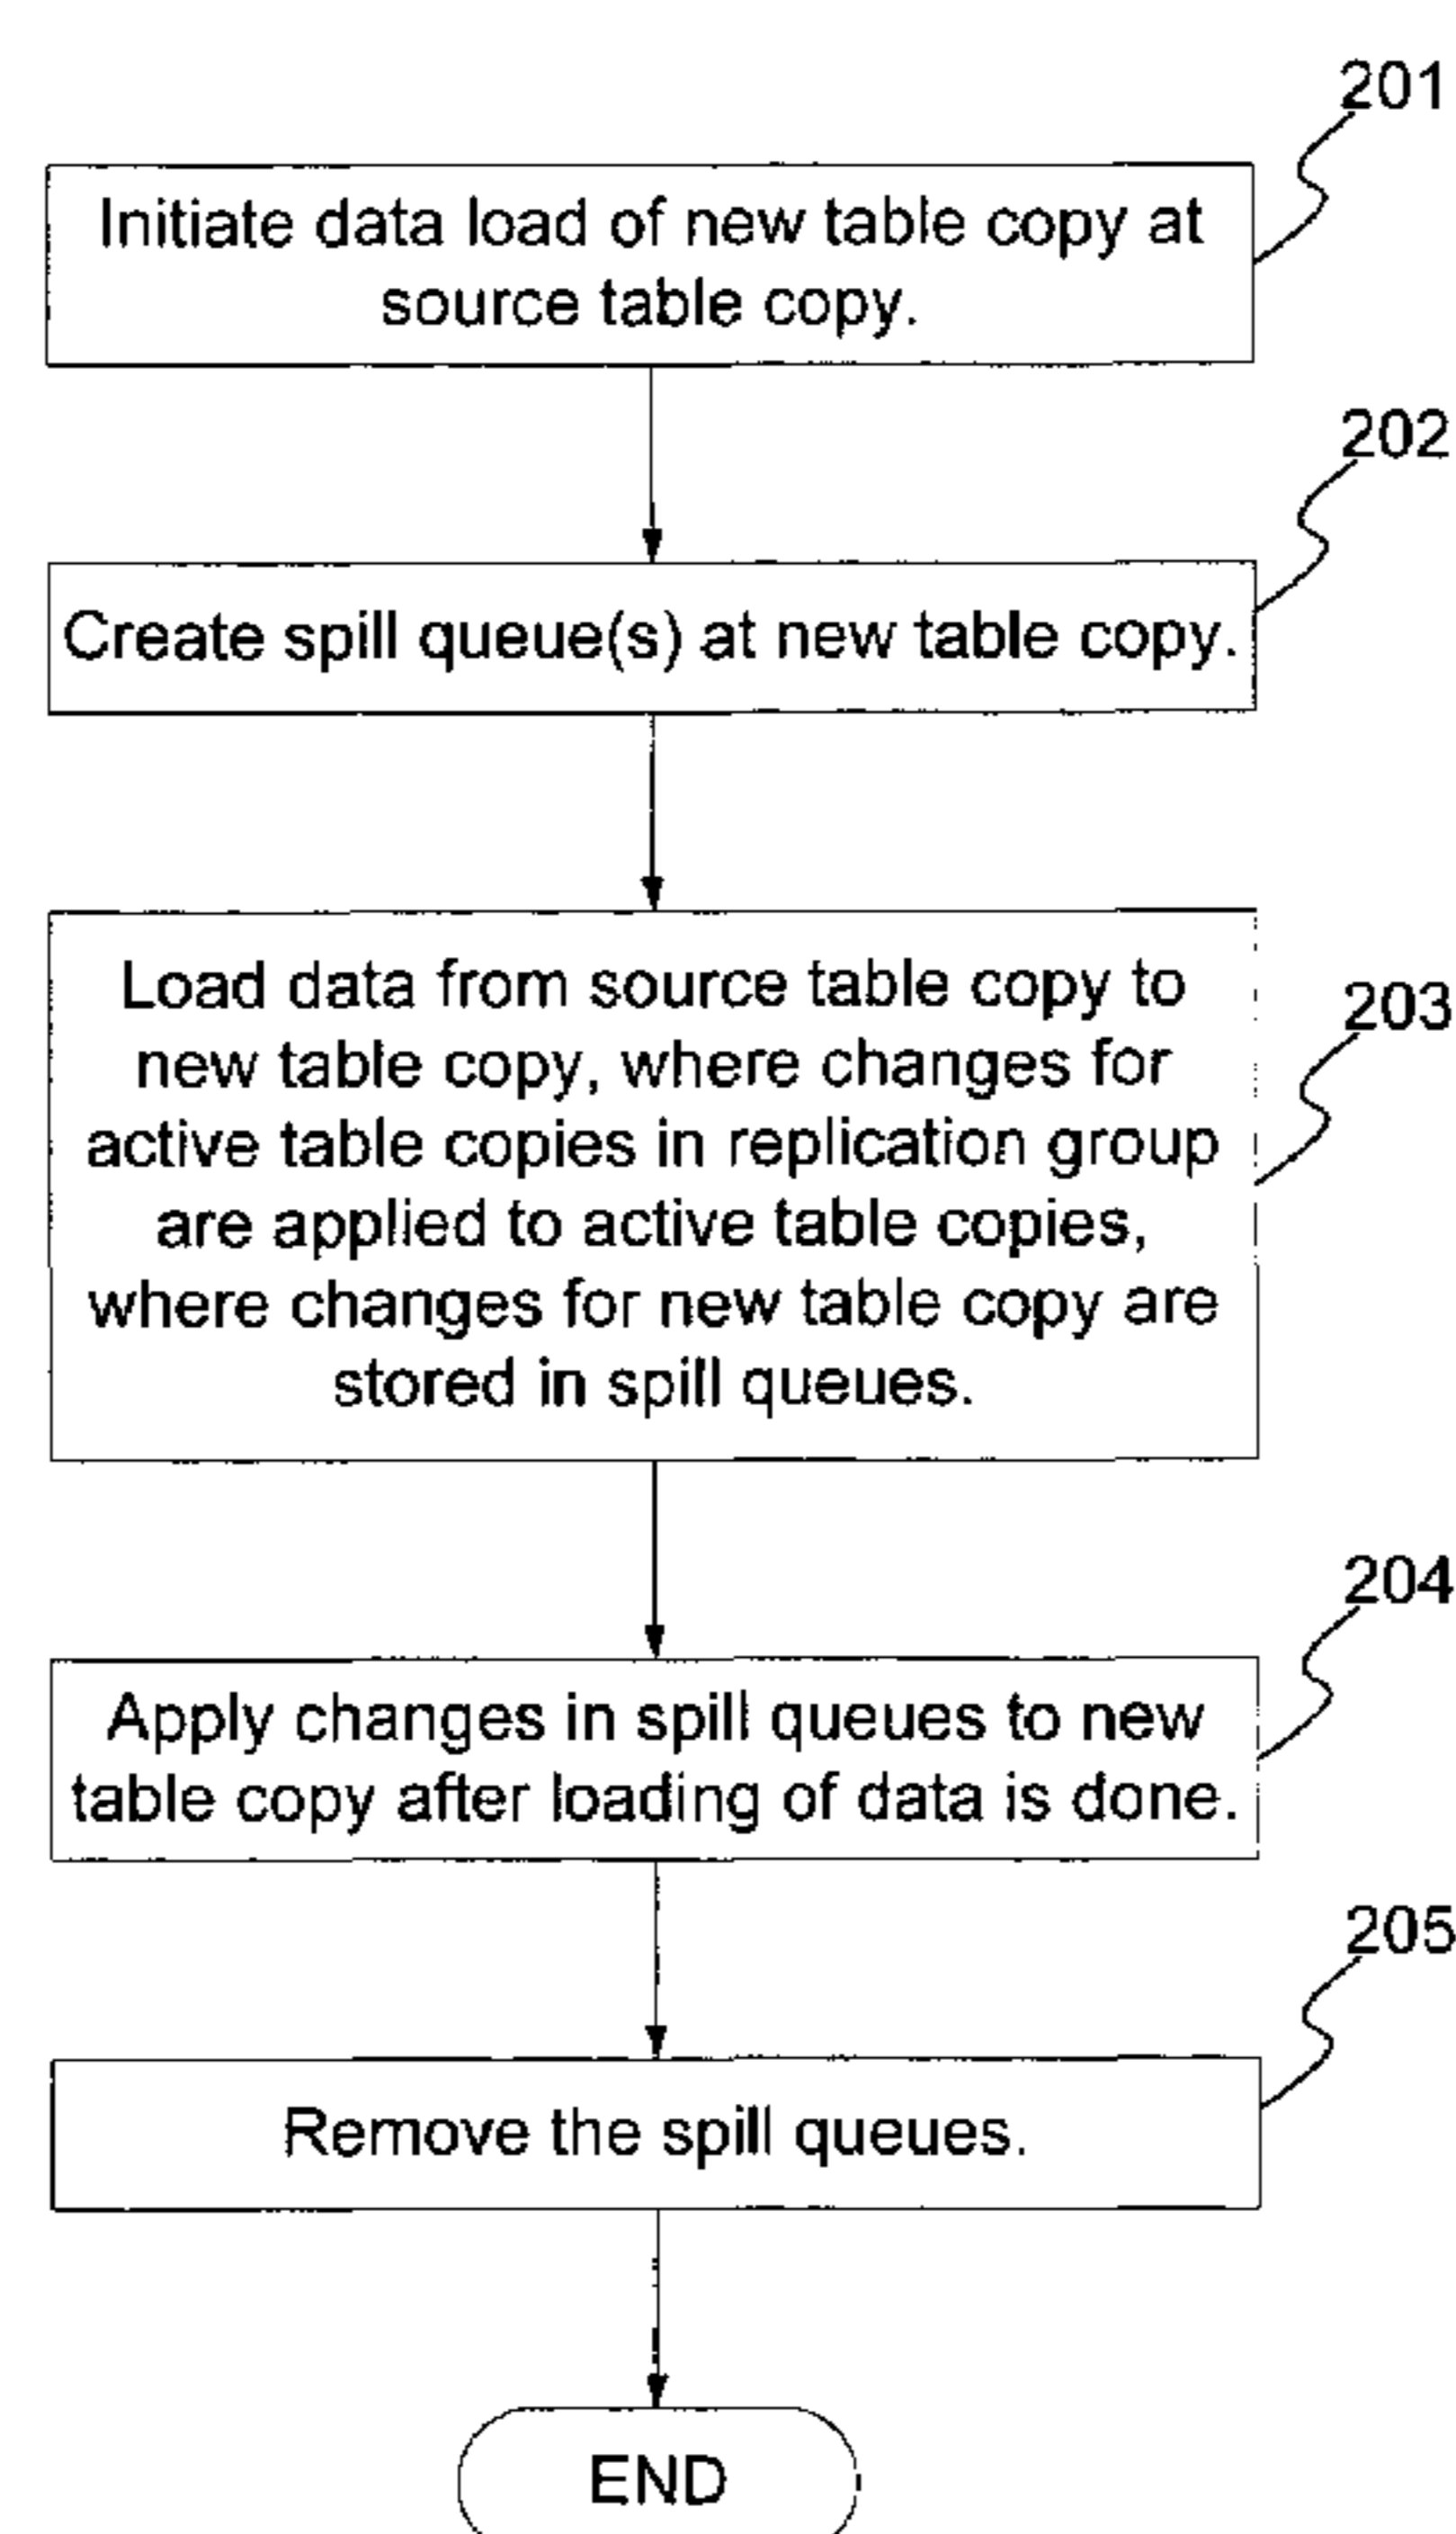 201
Initiate data load of new table copy at
source table copy.
202
Create spill queue(s) at new table copy.
203
Load data from source table copy to
new table copy, where changes for
active table copies in replication group
are applied to active table copies,
where changes for new table copy are
stored in spill queues.
204
Apply changes in spill queues to new
table copy after loading of data is done.
205
Remove the spill queues.
END